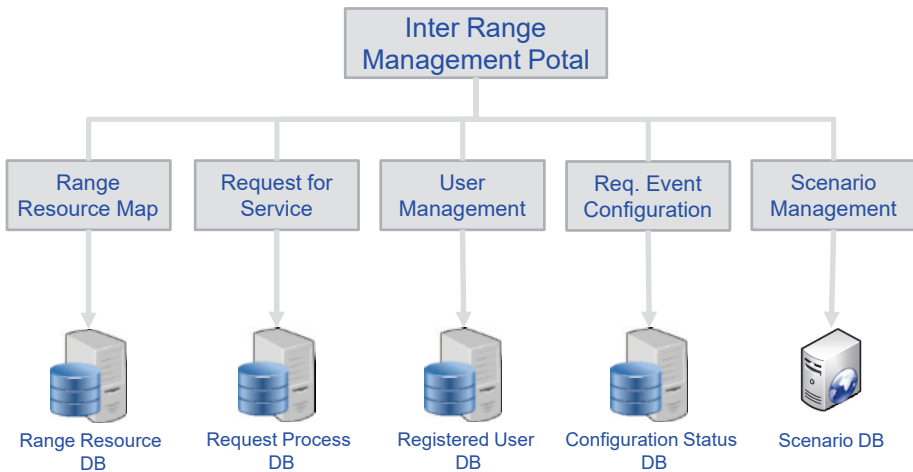 Inter Range
Management Potal
Range
Resource Map
Request for
Service
User
Management
Req. Event
Configuration
Scenario
Management
Range Resource
DB
Request Process
DB
Registered User
DB
Configuration Status
DB
Scenario DB